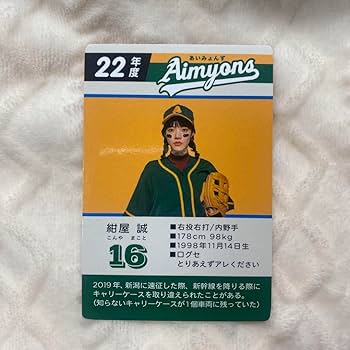 22年度
あいみょんず
Aimyons
A
紺屋 誠
こんや まこと
16
■右投右打/内野手
■178cm 98kg
■1998年11月14日生
■口グセ
とりあえずアレください
2019年、新潟に遠征した際、新幹線を降りる際に
キャリーケースを取り違えられたことがある。
(知らないキャリーケースが1個車両に残っていた)